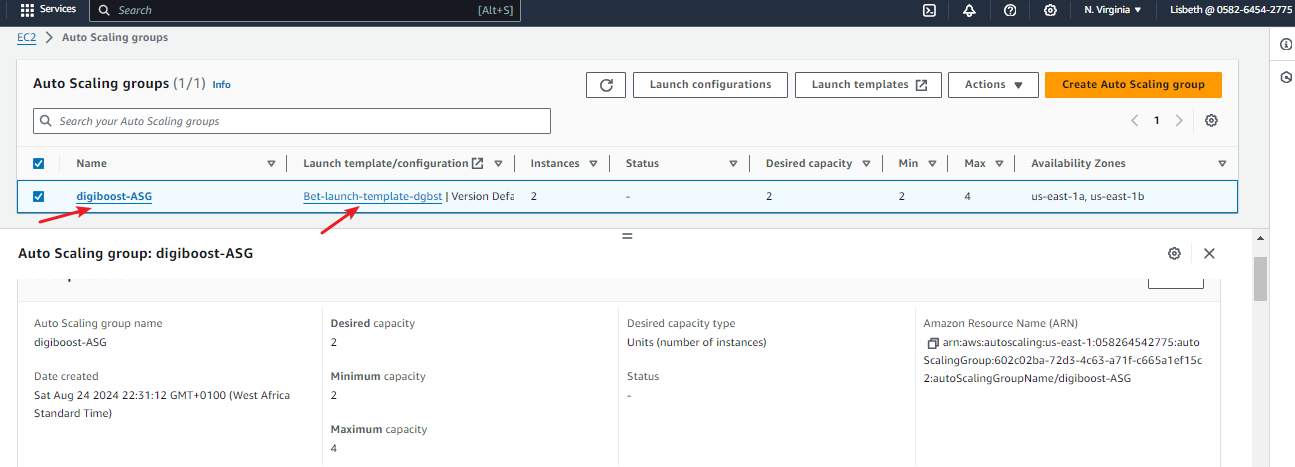 Services
Search [Alt+S]
N. Virginia Lisbeth @ 0582-6454-2775
EC2 Auto Scaling groups
Auto Scaling groups (1/1) Info
Launch configurations
Launch templates
Actions
Create Auto Scaling group
Search your Auto Scaling groups
1
Name Launch template/configuration Instances Status Desired capacity Min Max Availability Zones
digiboost-ASG Bet-launch-template-dgbst | Version Defa 2 - 2 2 4 us-east-1a, us-east-1b
Auto Scaling group: digiboost-ASG
Auto Scaling group name
digiboost-ASG
Date created
Sat Aug 24 2024 22:31:12 GMT+0100 (West Africa
Standard Time)
Desired capacity
2
Minimum capacity
2
Maximum capacity
4
Desired capacity type
Units (number of instances)
Status
-
Amazon Resource Name (ARN)
arn:aws:autoscaling:us-east-1:058264542775:auto
ScalingGroup:602c02ba-72d3-4c63-a71f-c665a1ef15c
2:autoScalingGroupName/digiboost-ASG